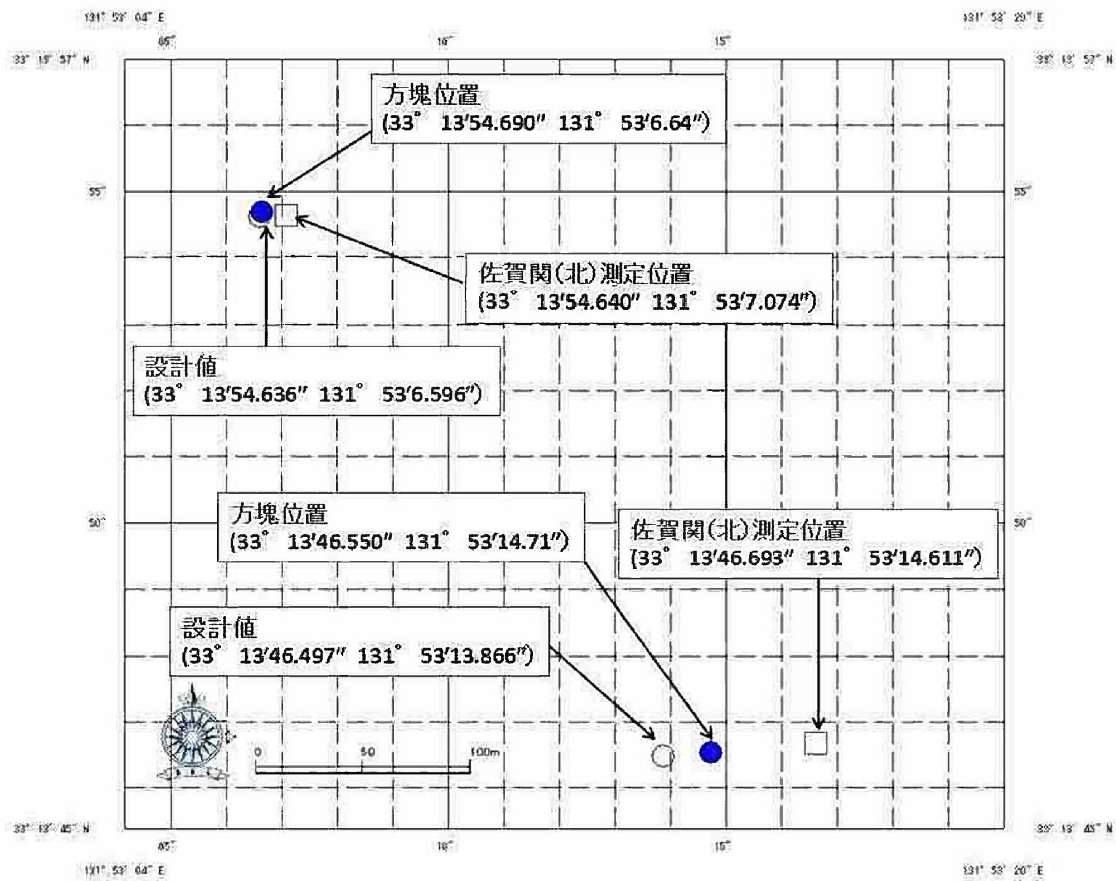 131° 53' 04" E
131° 53' 20" E
05"
10"
15"
33° 13' 57" N
33° 13' 57" N
方塊位置
(33° 13'54.690" 131° 53'6.64")
55"
55"
佐賀関(北)測定位置
(33° 13'54.640" 131° 53'7.074")
設計値
(33° 13'54.636" 131° 53'6.596")
方塊位置
(33° 13'46.550" 131° 53'14.71")
50"
50"
佐賀関(北)測定位置
(33° 13'46.693" 131° 53'14.611")
設計値
(33° 13'46.497" 131° 53'13.866")
0 50 100m
33° 13' 45" N
33° 13' 45" N
05"
10"
15"
131° 53' 04" E
131° 53' 20" E